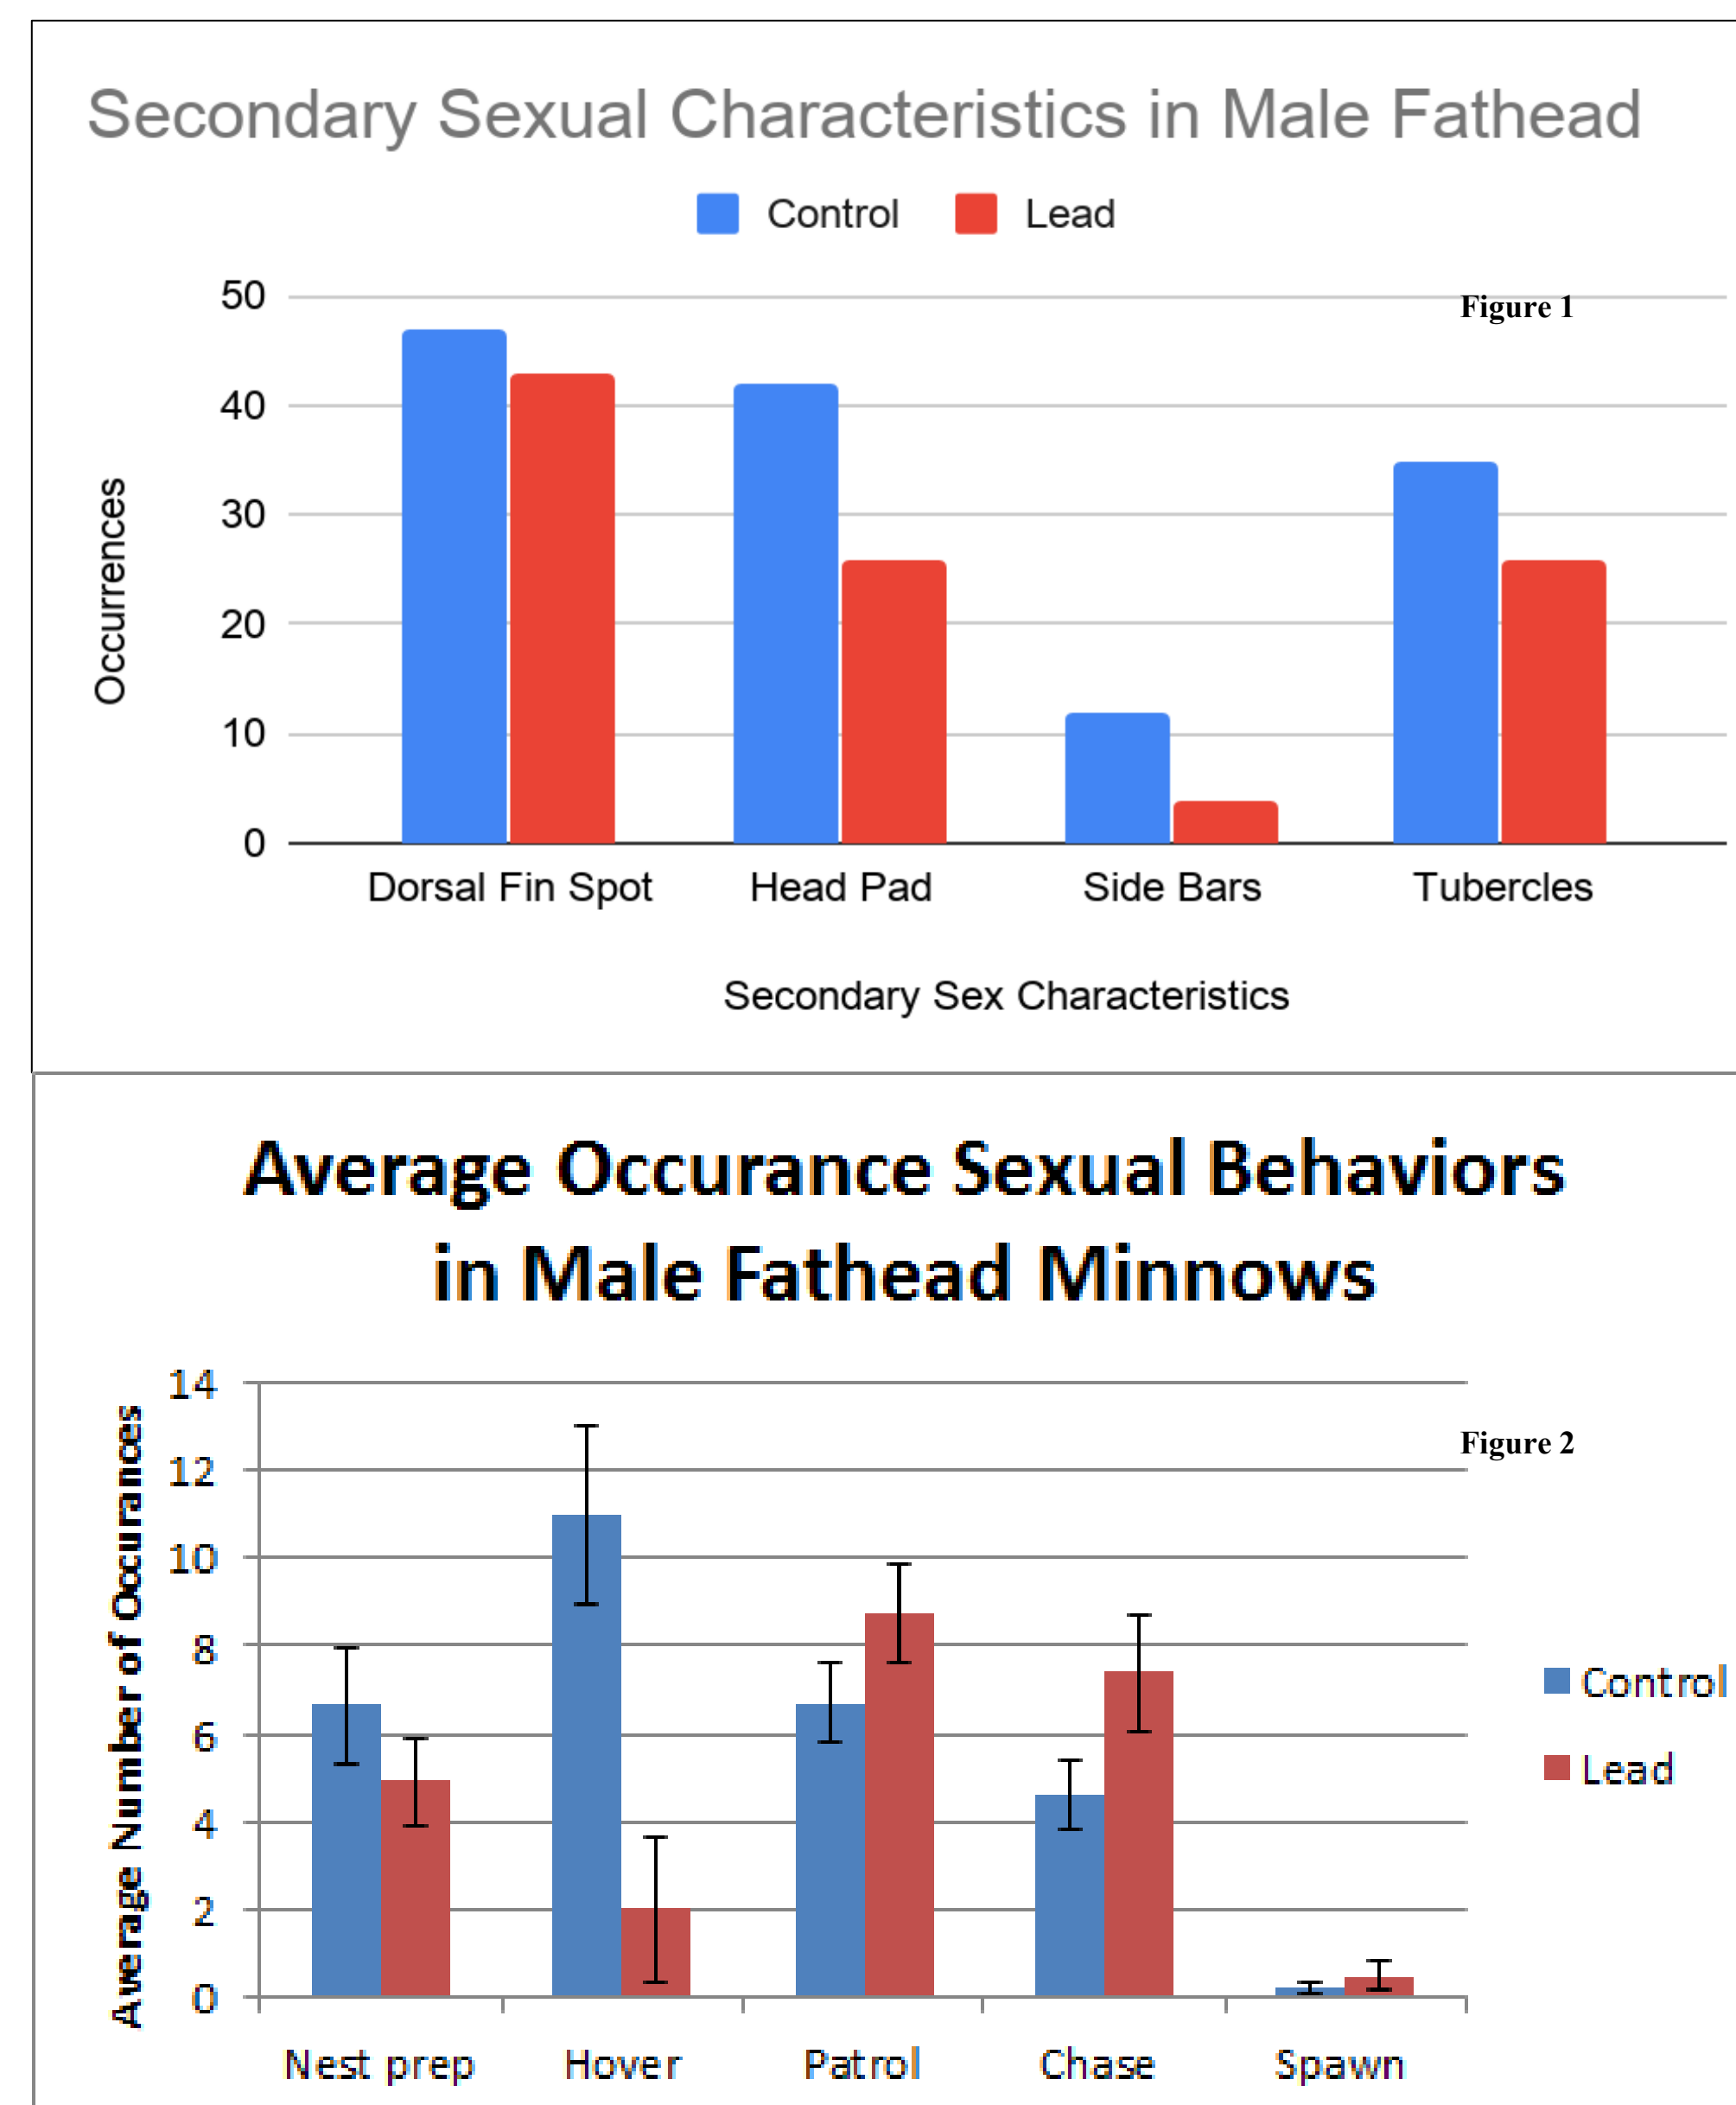 Secondary Sexual Characteristics in Male Fathead
Control Lead
50
Figure 1
40
30
20
10
0
Occurrences
Dorsal Fin Spot Head Pad Side Bars Tubercles
Secondary Sex Characteristics
Average Occurance Sexual Behaviors
in Male Fathead Minnows
14
Figure 2
12
10
8
6
4
2
0
Average Number of Occurances
Control
Lead
Nest prep Hover Patrol Chase Spawn